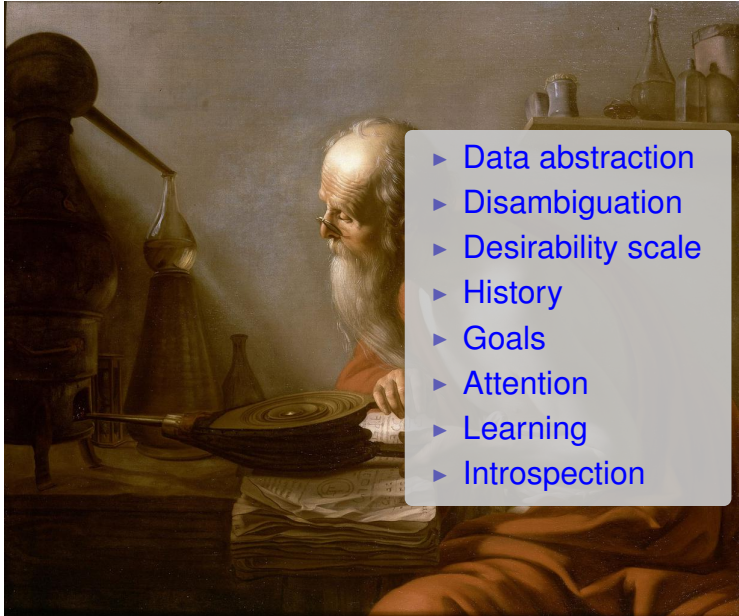 ▸ Data abstraction
▸ Disambiguation
▸ Desirability scale
▸ History
▸ Goals
▸ Attention
▸ Learning
▸ Introspection